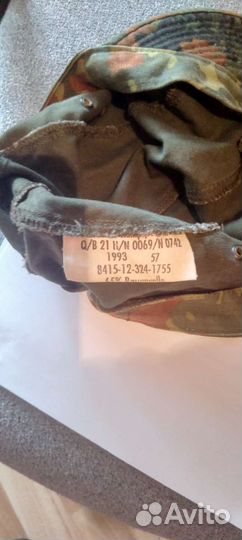 Q/B 21 R/N 0069/N 0742
1993 57
8415-12-324-1755
65% Baumwolle
Avito